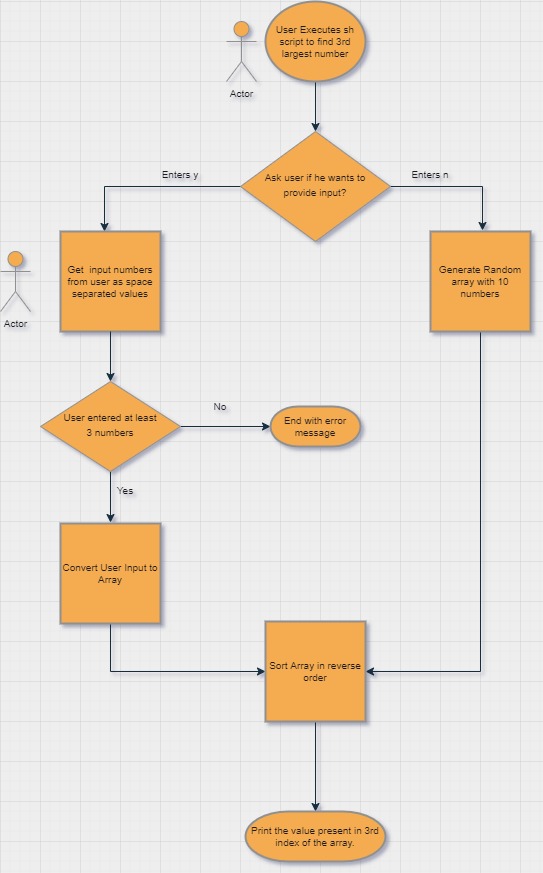 User Executes sh
script to find 3rd
largest number
Actor
Ask user if he wants to
provide input?
Enters y
Enters n
Get input numbers
from user as space
separated values
Actor
Generate Random
array with 10
numbers
User entered at least
3 numbers
No
End with error
message
Yes
Convert User Input to
Array
Sort Array in reverse
order
Print the value present in 3rd
index of the array.